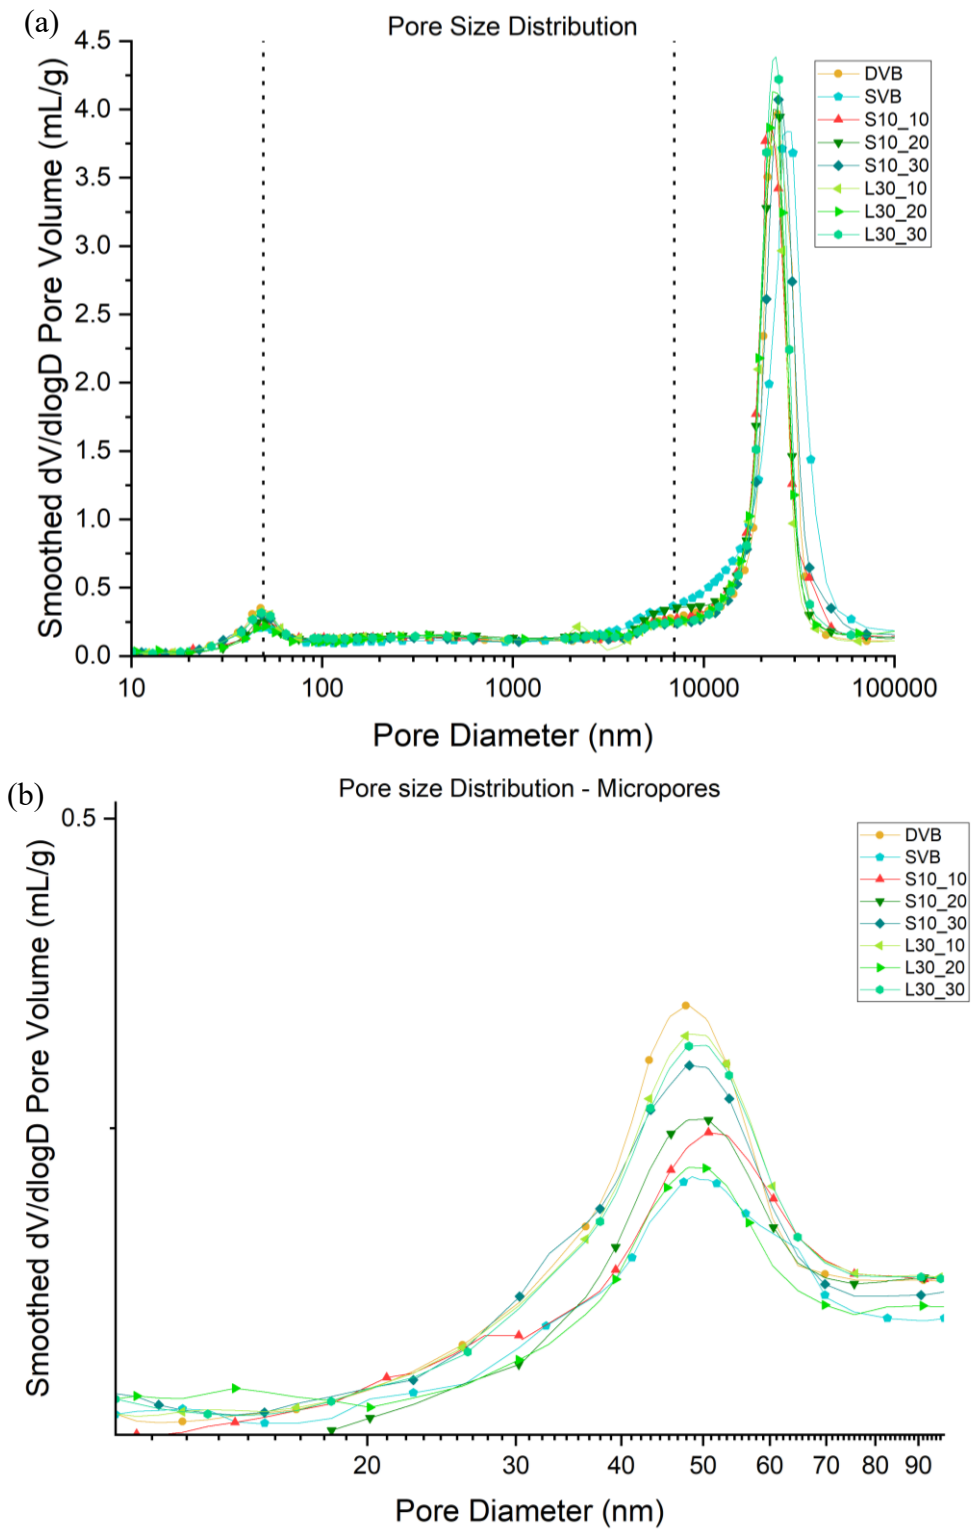 (a)
Pore Size Distribution
Smoothed dV/dlogD Pore Volume (mL/g)
4.5
4.0
3.5
3.0
2.5
2.0
1.5
1.0
0.5
0.0
DVB
SVB
S10_10
S10_20
S10_30
L30_10
L30_20
L30_30
10
100
1000
10000
100000
Pore Diameter (nm)
(b)
Pore size Distribution - Micropores
Smoothed dV/dlogD Pore Volume (mL/g)
0.5
DVB
SVB
S10_10
S10_20
S10_30
L30_10
L30_20
L30_30
20
30
40
50
60
70
80
90
Pore Diameter (nm)